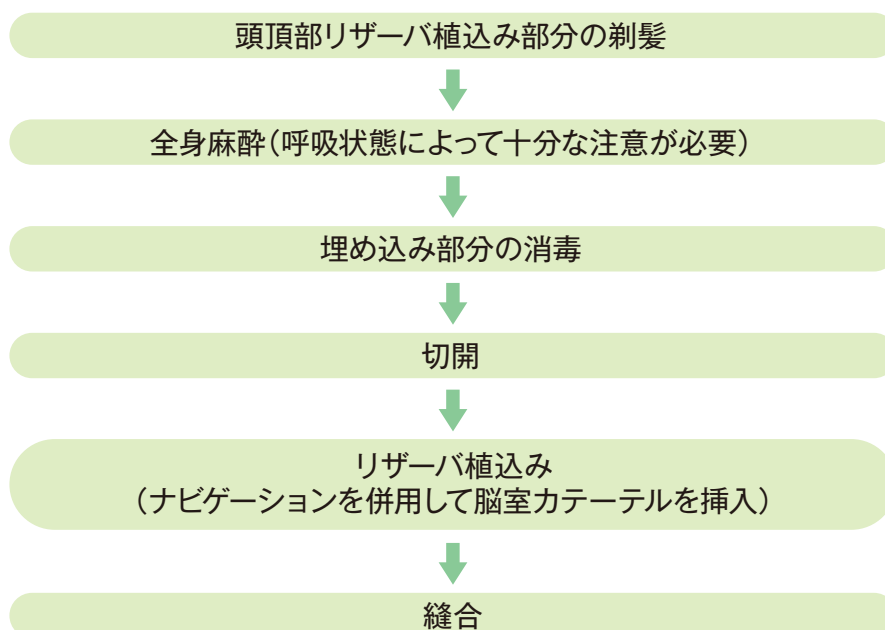 頭頂部リザーバ植込み部分の剃髪
全身麻酔(呼吸状態によって十分な注意が必要)
埋め込み部分の消毒
切開
リザーバ植込み
(ナビゲーションを併用して脳室カテーテルを挿入)
縫合